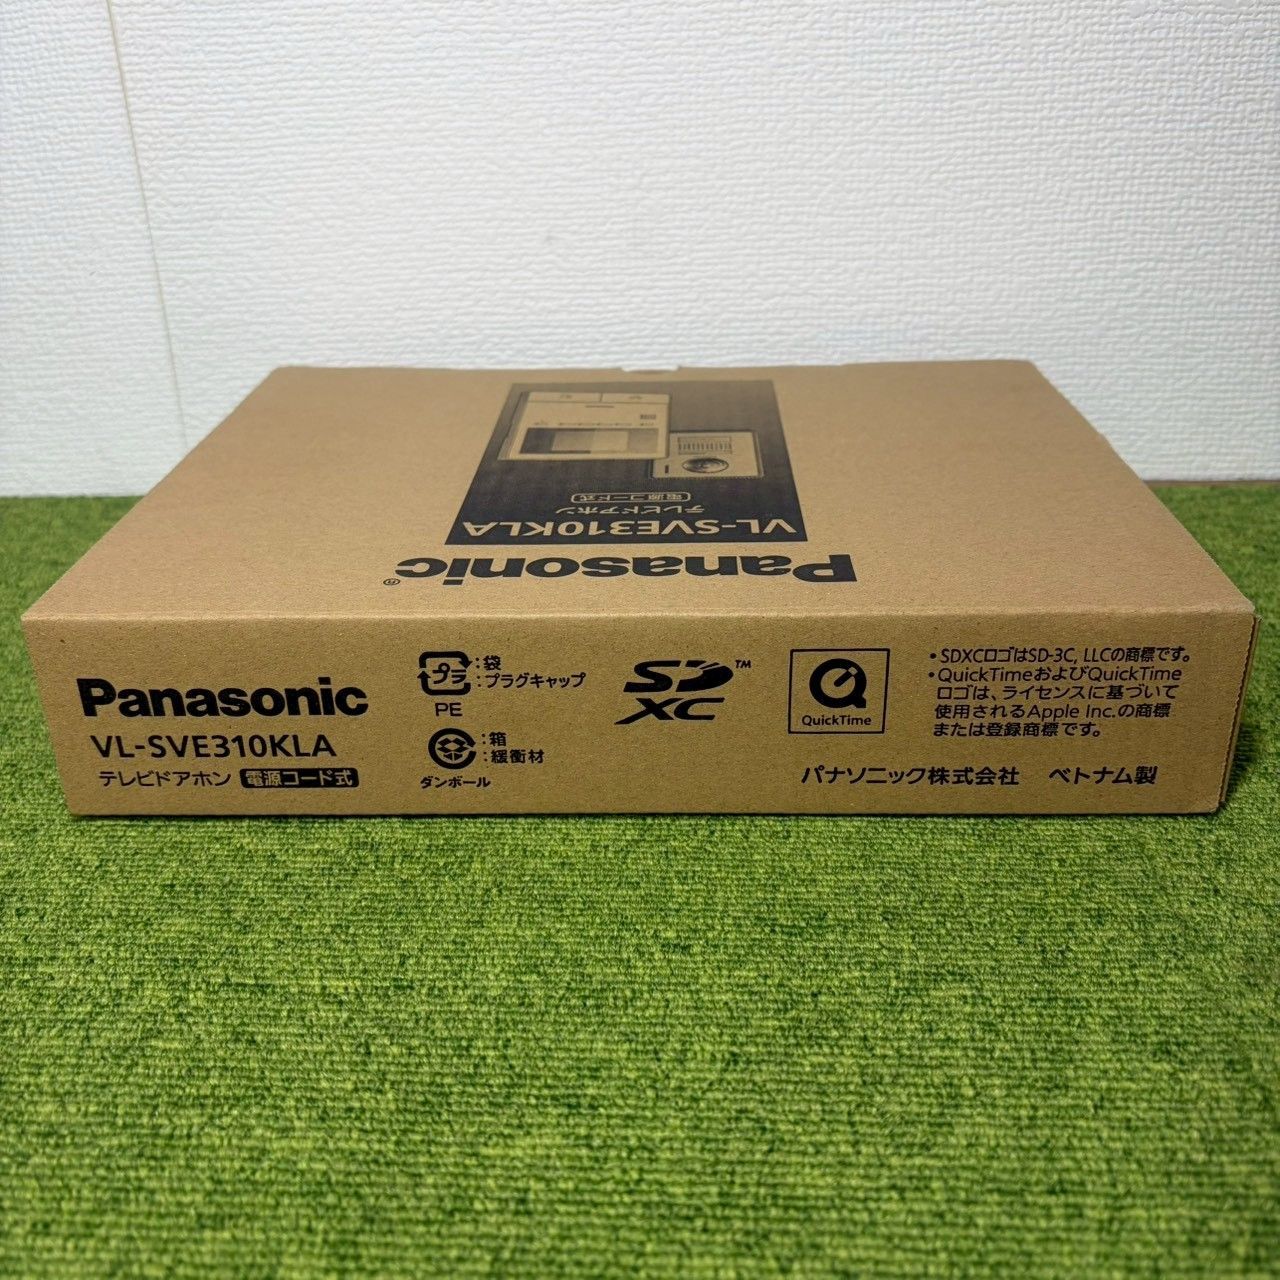 Panasonic®
VL-SVE310KLA
テレビドアホン
電源コード式
Panasonic
VL-SVE310KLA
テレビドアホン 電源コード式
プラ
:袋
:プラグキャップ
PE
:箱
:緩衝材
ダンボール
SD XC™
QuickTime
・SDXCロゴはSD-3C, LLCの商標です。
・QuickTimeおよびQuickTime
ロゴは、ライセンスに基づいて
使用されるApple Inc.の商標
または登録商標です。
パナソニック株式会社 ベトナム製